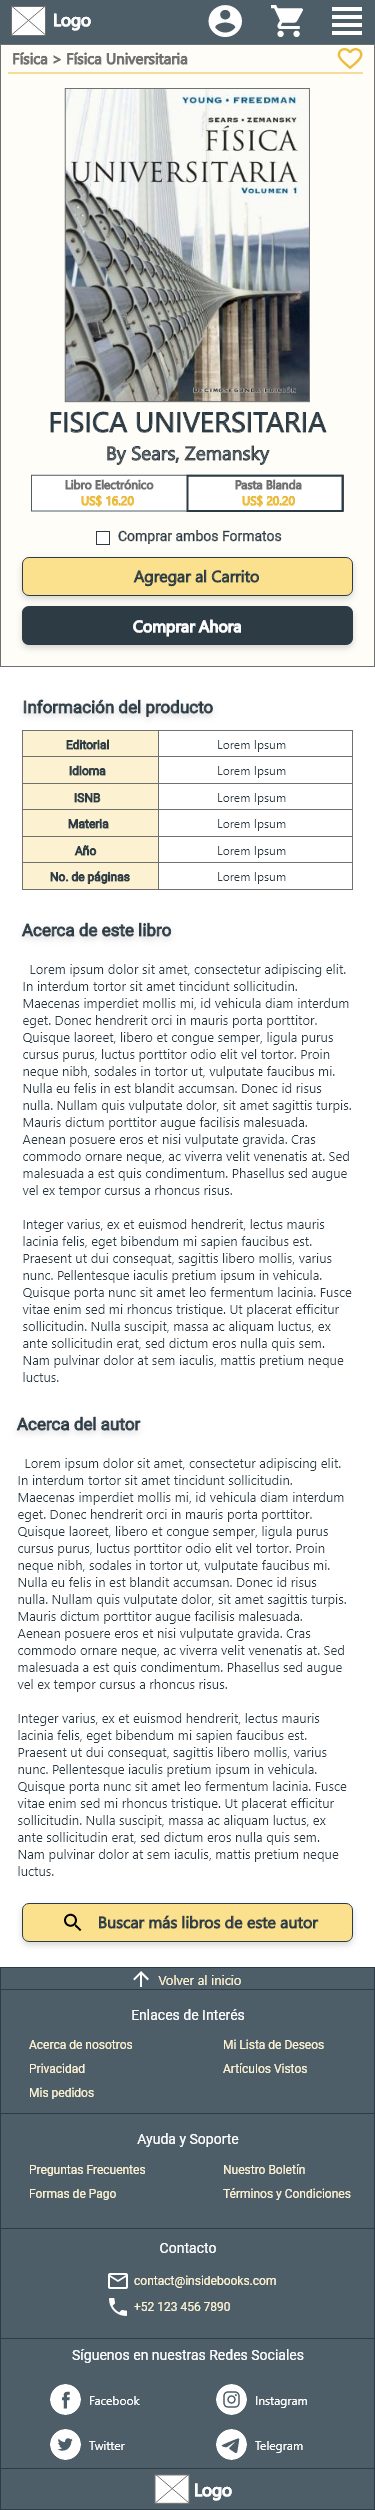 Logo
Física > Física Universitaria
YOUNG • FREEDMAN
SEARS • ZEMANSKY
FÍSICA
UNIVERSITARIA
VOLUMEN 1
DECIMOSEGUNDA EDICIÓN
FISICA UNIVERSITARIA
By Sears, Zemansky
Libro Electrónico
US$ 16.20
Pasta Blanda
US$ 20.20
Comprar ambos Formatos
Agregar al Carrito
Comprar Ahora
Información del producto
Editorial Lorem Ipsum
Idioma Lorem Ipsum
ISNB Lorem Ipsum
Materia Lorem Ipsum
Año Lorem Ipsum
No. de páginas Lorem Ipsum
Acerca de este libro
Lorem ipsum dolor sit amet, consectetur adipiscing elit.
In interdum tortor sit amet tincidunt sollicitudin.
Maecenas imperdiet mollis mi, id vehicula diam interdum
eget. Donec hendrerit orci in mauris porta porttitor.
Quisque laoreet, libero et congue semper, ligula purus
cursus purus, luctus porttitor odio elit vel tortor. Proin
neque nibh, sodales in tortor ut, vulputate faucibus mi.
Nulla eu felis in est blandit accumsan. Donec id risus
nulla. Nullam quis vulputate dolor, sit amet sagittis turpis.
Mauris dictum porttitor augue facilisis malesuada.
Aenean posuere eros et nisi vulputate gravida. Cras
commodo ornare neque, ac viverra velit venenatis at. Sed
malesuada a est quis condimentum. Phasellus sed augue
vel ex tempor cursus a rhoncus risus.
Integer varius, ex et euismod hendrerit, lectus mauris
lacinia felis, eget bibendum mi sapien faucibus est.
Praesent ut dui consequat, sagittis libero mollis, varius
nunc. Pellentesque iaculis pretium ipsum in vehicula.
Quisque porta nunc sit amet leo fermentum lacinia. Fusce
vitae enim sed mi rhoncus tristique. Ut placerat efficitur
sollicitudin. Nulla suscipit, massa ac aliquam luctus, ex
ante sollicitudin erat, sed dictum eros nulla quis sem.
Nam pulvinar dolor at sem iaculis, mattis pretium neque
luctus.
Acerca del autor
Lorem ipsum dolor sit amet, consectetur adipiscing elit.
In interdum tortor sit amet tincidunt sollicitudin.
Maecenas imperdiet mollis mi, id vehicula diam interdum
eget. Donec hendrerit orci in mauris porta porttitor.
Quisque laoreet, libero et congue semper, ligula purus
cursus purus, luctus porttitor odio elit vel tortor. Proin
neque nibh, sodales in tortor ut, vulputate faucibus mi.
Nulla eu felis in est blandit accumsan. Donec id risus
nulla. Nullam quis vulputate dolor, sit amet sagittis turpis.
Mauris dictum porttitor augue facilisis malesuada.
Aenean posuere eros et nisi vulputate gravida. Cras
commodo ornare neque, ac viverra velit venenatis at. Sed
malesuada a est quis condimentum. Phasellus sed augue
vel ex tempor cursus a rhoncus risus.
Integer varius, ex et euismod hendrerit, lectus mauris
lacinia felis, eget bibendum mi sapien faucibus est.
Praesent ut dui consequat, sagittis libero mollis, varius
nunc. Pellentesque iaculis pretium ipsum in vehicula.
Quisque porta nunc sit amet leo fermentum lacinia. Fusce
vitae enim sed mi rhoncus tristique. Ut placerat efficitur
sollicitudin. Nulla suscipit, massa ac aliquam luctus, ex
ante sollicitudin erat, sed dictum eros nulla quis sem.
Nam pulvinar dolor at sem iaculis, mattis pretium neque
luctus.
Buscar más libros de este autor
Volver al inicio
Enlaces de Interés
Acerca de nosotros Mi Lista de Deseos
Privacidad Artículos Vistos
Mis pedidos
Ayuda y Soporte
Preguntas Frecuentes Nuestro Boletín
Formas de Pago Términos y Condiciones
Contacto
contact@insidebooks.com
+52 123 456 7890
Síguenos en nuestras Redes Sociales
Facebook Instagram
Twitter Telegram
Logo